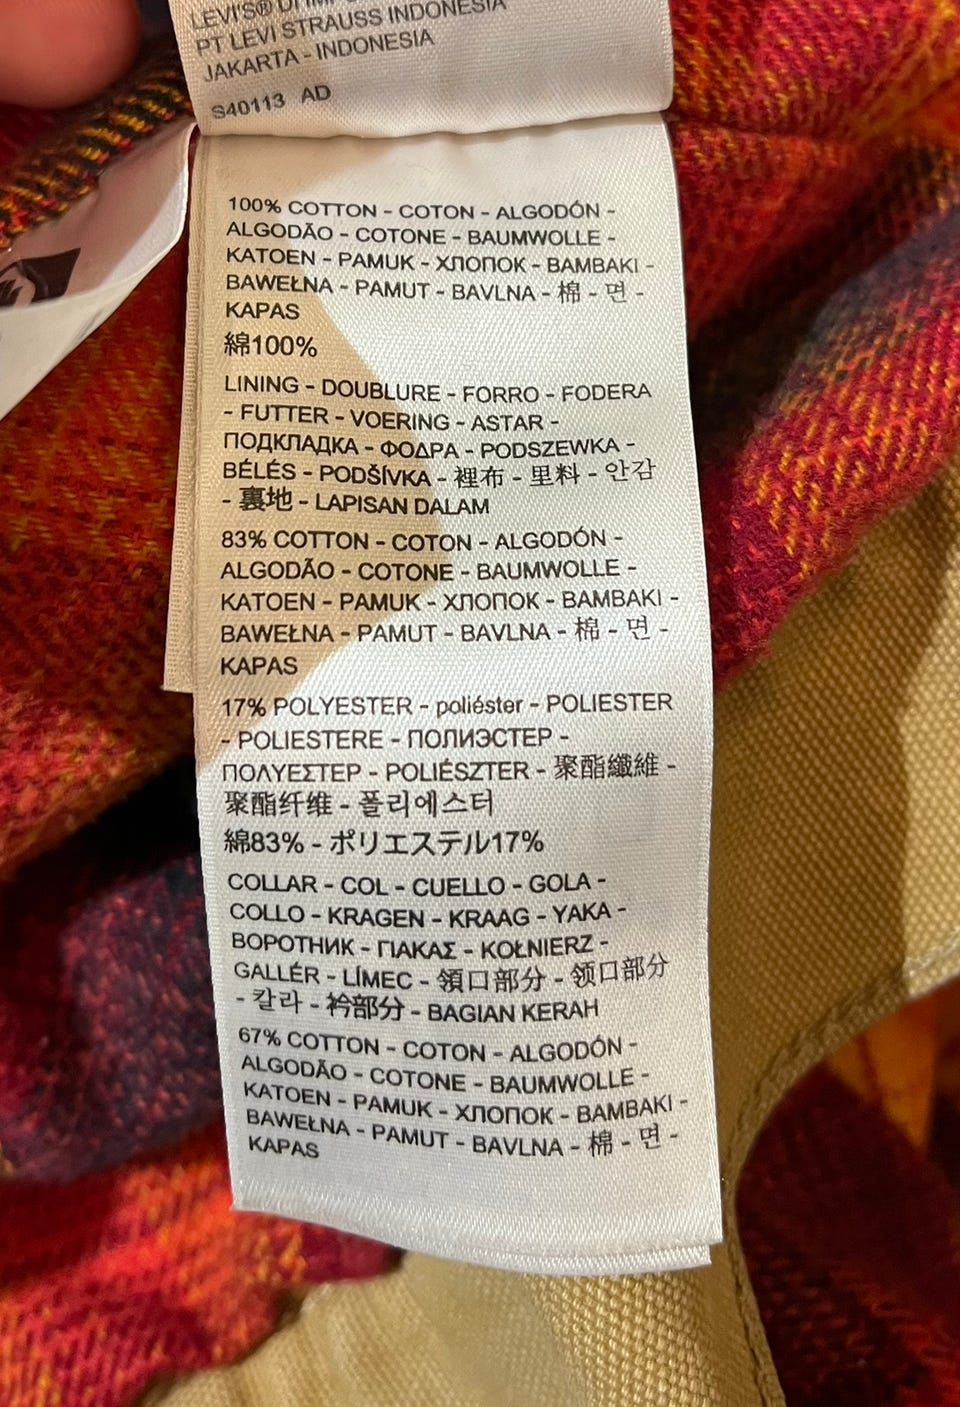 LEVI'S®
PT LEVI STRAUSS INDONESIA
JAKARTA - INDONESIA
S40113 AD
100% COTTON - COTON - ALGODÓN -
ALGODÃO - COTONE - BAUMWOLLE -
KATOEN - PAMUK - ХЛОПОК - BAMBAKI -
BAWEŁNA - PAMUT - BAVLNA - 棉 - 면 -
KAPAS
綿100%
LINING - DOUBLURE - FORRO - FODERA
- FUTTER - VOERING - ASTAR -
ПОДКЛАДКА - ΦΟΔΡΑ - PODSZEWKA -
BÉLÉS - PODŠÍVKA - 裡布 - 里料 - 안감
- 裏地 - LAPISAN DALAM
83% COTTON - COTON - ALGODÓN -
ALGODÃO - COTONE - BAUMWOLLE -
KATOEN - PAMUK - ХЛОПОК - BAMBAKI -
BAWEŁNA - PAMUT - BAVLNA - 棉 - 면 -
KAPAS
17% POLYESTER - poliéster - POLIESTER
- POLIESTERE - ПОЛИЭСТЕР -
ΠΟΛΥΕΣΤΕΡ - POLIÉSZTER - 聚酯纖維 -
聚酯纤维 - 폴리에스터
綿83% - ポリエステル17%
COLLAR - COL - CUELLO - GOLA -
COLLO - KRAGEN - KRAAG - YAKA -
ВОРОТНИК - ГΙΑΚΑΣ - KOŁNIERZ -
GALLÉR - LÍMEC - 領口部分 - 领口部分
- 칼라 - 衿部分 - BAGIAN KERAH
67% COTTON - COTON - ALGODÓN -
ALGODÃO - COTONE - BAUMWOLLE -
KATOEN - PAMUK - ХЛОПОК - BAMBAKI -
BAWEŁNA - PAMUT - BAVLNA - 棉 - 면 -
KAPAS